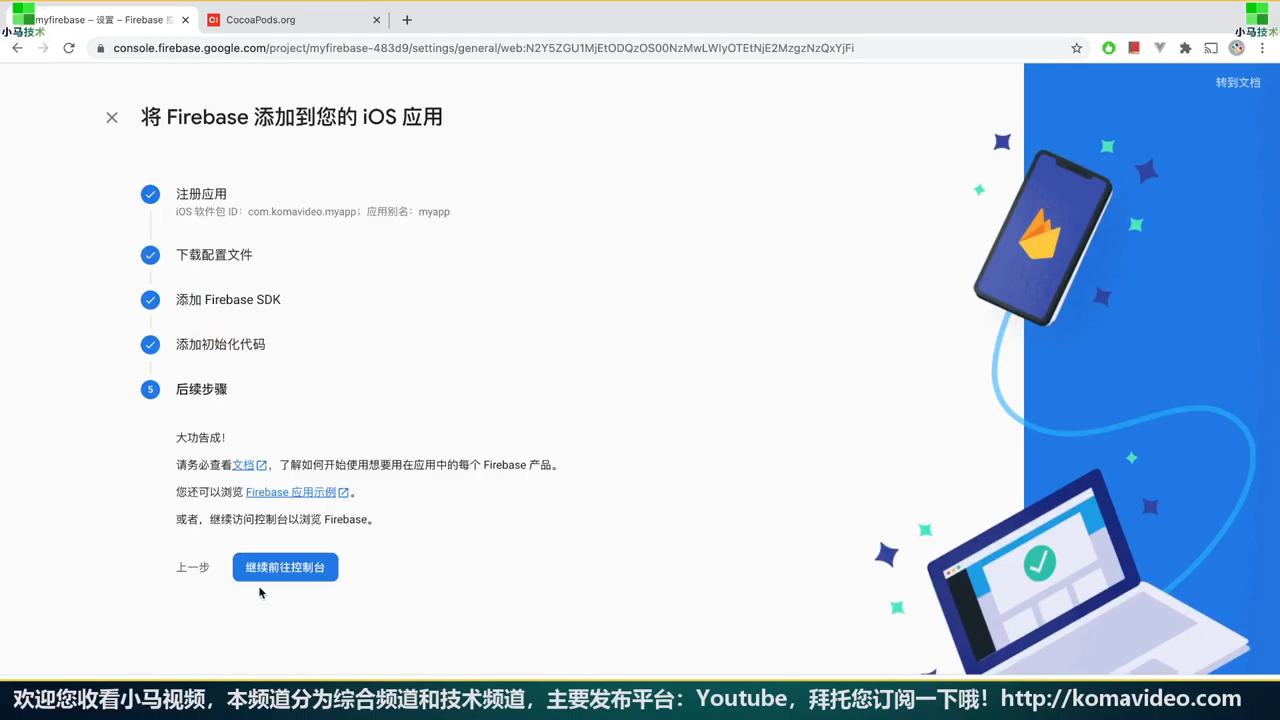 myfirebase – 设置 – Firebase 控
CocoaPods.org
小马技术
小马技术
console.firebase.google.com/project/myfirebase-483d9/settings/general/web:N2Y5ZGU1MjEtODQzOS00NzMwLWIyOTEtNjE2MzgzNzQxYjFi
转到文档
将 Firebase 添加到您的 iOS 应用
注册应用
iOS 软件包 ID：com.komavideo.myapp；应用别名：myapp
下载配置文件
添加 Firebase SDK
添加初始化代码
5
后续步骤
大功告成！
请务必查看文档，了解如何开始使用想要用在应用中的每个 Firebase 产品。
您还可以浏览 Firebase 应用示例。
或者，继续访问控制台以浏览 Firebase。
上一步
继续前往控制台
欢迎您收看小马视频，本频道分为综合频道和技术频道，主要发布平台：Youtube，拜托您订阅一下哦！http://komavideo.com